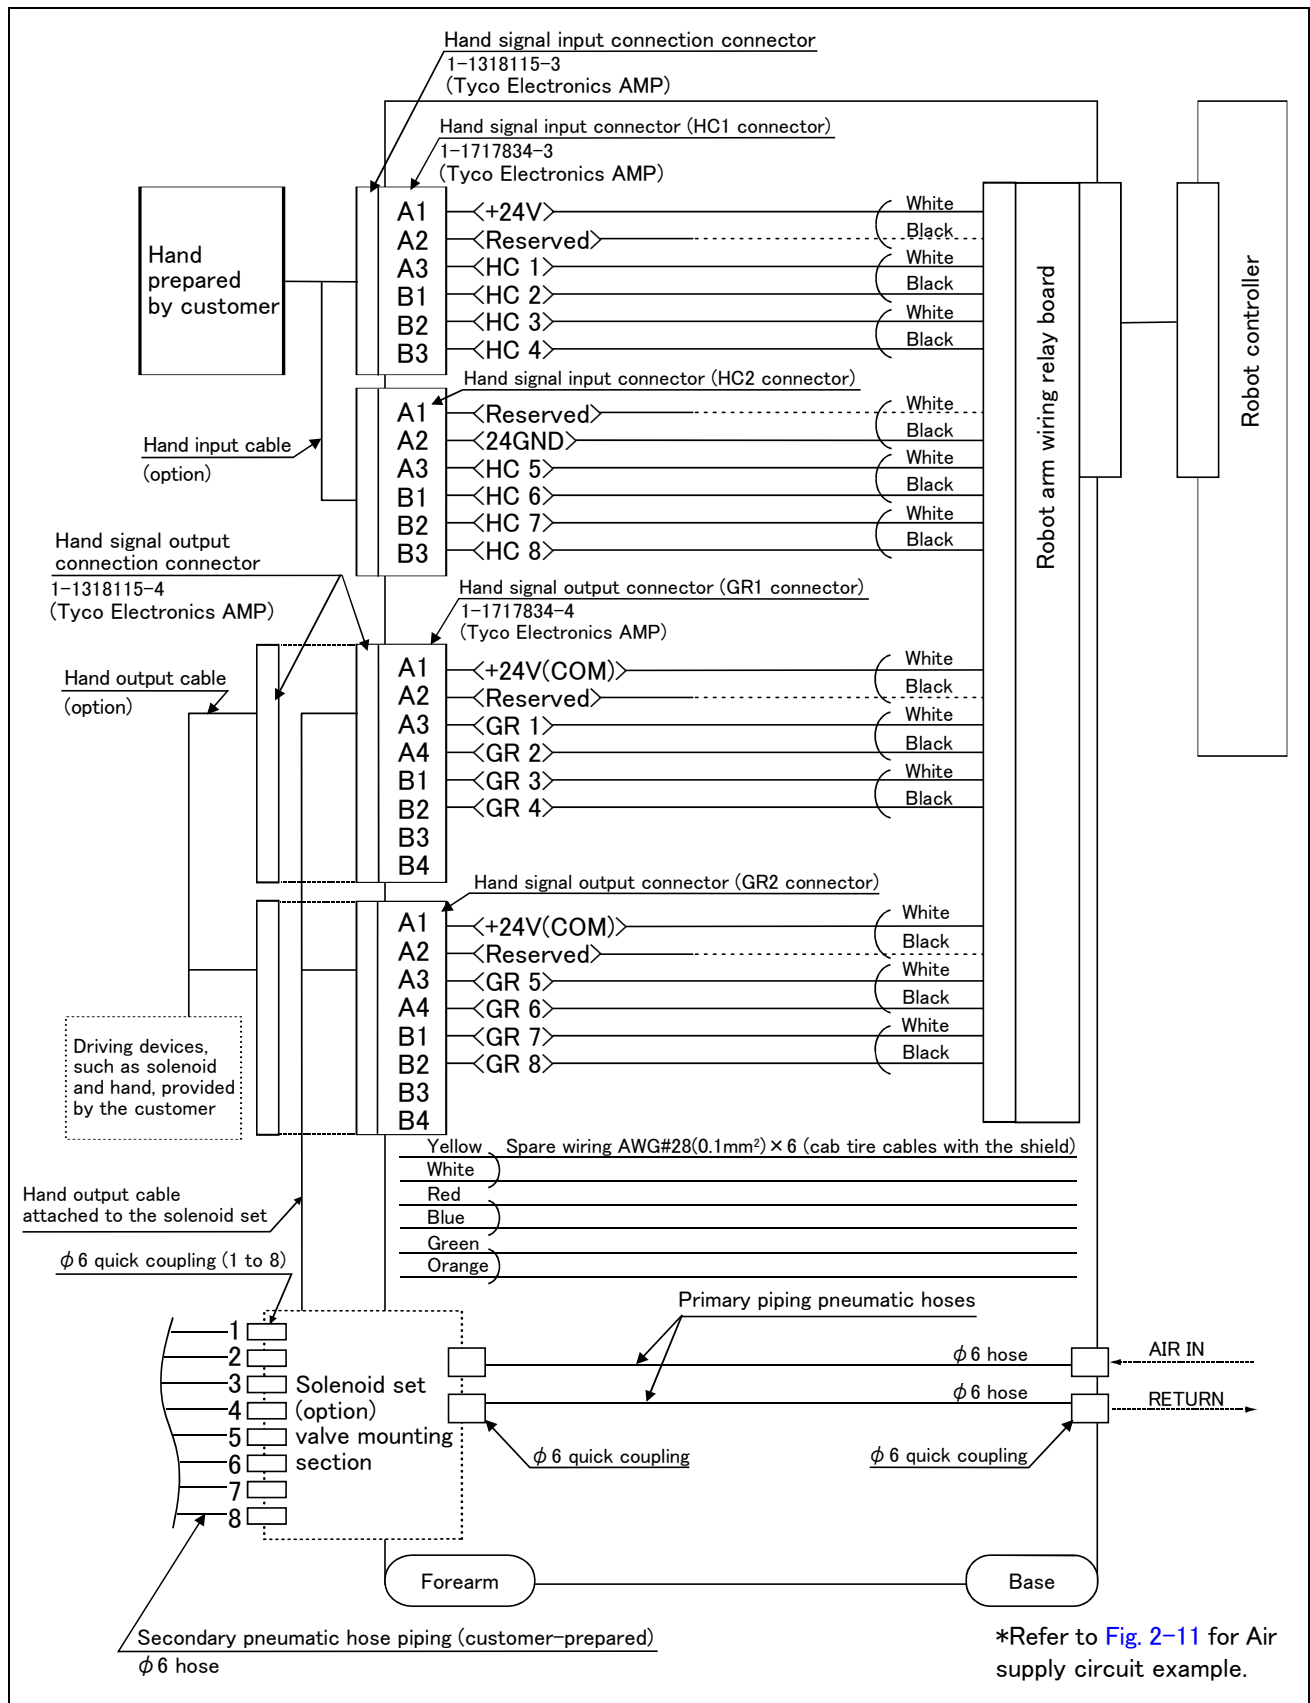 Hand signal input connection connector
1-1318115-3
(Tyco Electronics AMP)
Hand signal input connector (HC1 connector)
1-1717834-3
(Tyco Electronics AMP)
Hand
prepared
by customer
A1 <+24V> White
A2 <Reserved> Black
A3 <HC 1> White
B1 <HC 2> Black
B2 <HC 3> White
B3 <HC 4> Black
Robot arm wiring relay board
Robot controller
Hand signal input connector (HC2 connector)
A1 <Reserved> White
A2 <24GND> Black
A3 <HC 5> White
B1 <HC 6> Black
B2 <HC 7> White
B3 <HC 8> Black
Hand input cable
(option)
Hand signal output
connection connector
1-1318115-4
(Tyco Electronics AMP)
Hand signal output connector (GR1 connector)
1-1717834-4
(Tyco Electronics AMP)
Hand output cable
(option)
A1 <+24V(COM)> White
A2 <Reserved> Black
A3 <GR 1> White
A4 <GR 2> Black
B1 <GR 3> White
B2 <GR 4> Black
B3
B4
Hand signal output connector (GR2 connector)
A1 <+24V(COM)> White
A2 <Reserved> Black
A3 <GR 5> White
A4 <GR 6> Black
B1 <GR 7> White
B2 <GR 8> Black
B3
B4
Driving devices,
such as solenoid
and hand, provided
by the customer
Yellow Spare wiring AWG#28(0.1mm²)×6 (cab tire cables with the shield)
White
Red
Blue
Green
Orange
Hand output cable
attached to the solenoid set
φ6 quick coupling (1 to 8)
Primary piping pneumatic hoses
1
2
3
4
5
6
7
8
Solenoid set
(option)
valve mounting
section
φ6 hose
AIR IN
φ6 hose
RETURN
φ6 quick coupling
φ6 quick coupling
Forearm
Base
Secondary pneumatic hose piping (customer-prepared)
φ6 hose
*Refer to Fig. 2-11 for Air
supply circuit example.